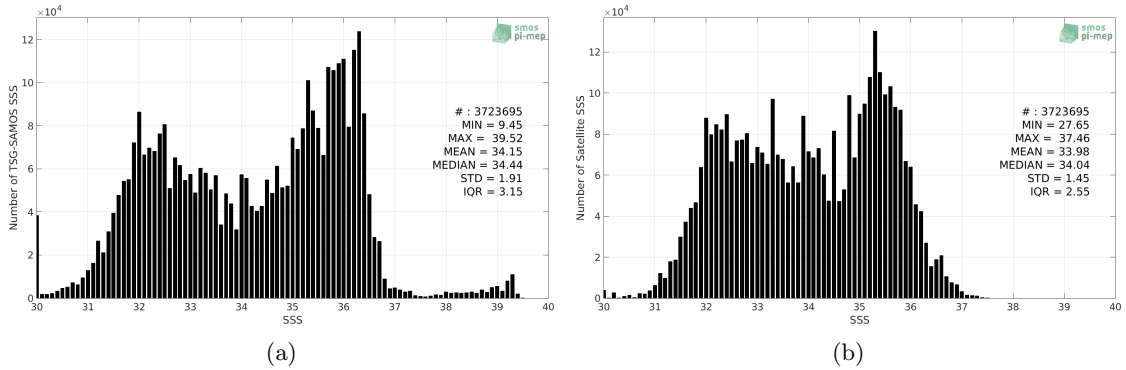 ×10⁴
12
10
8
6
4
2
0
Number of TSG-SAMOS SSS
smos
pi-mep
# : 3723695
MIN = 9.45
MAX = 39.52
MEAN = 34.15
MEDIAN = 34.44
STD = 1.91
IQR = 3.15
30 31 32 33 34 35 36 37 38 39 40
SSS
(a)
×10⁴
12
10
8
6
4
2
0
Number of Satellite SSS
smos
pi-mep
# : 3723695
MIN = 27.65
MAX = 37.46
MEAN = 33.98
MEDIAN = 34.04
STD = 1.45
IQR = 2.55
30 31 32 33 34 35 36 37 38 39 40
SSS
(b)